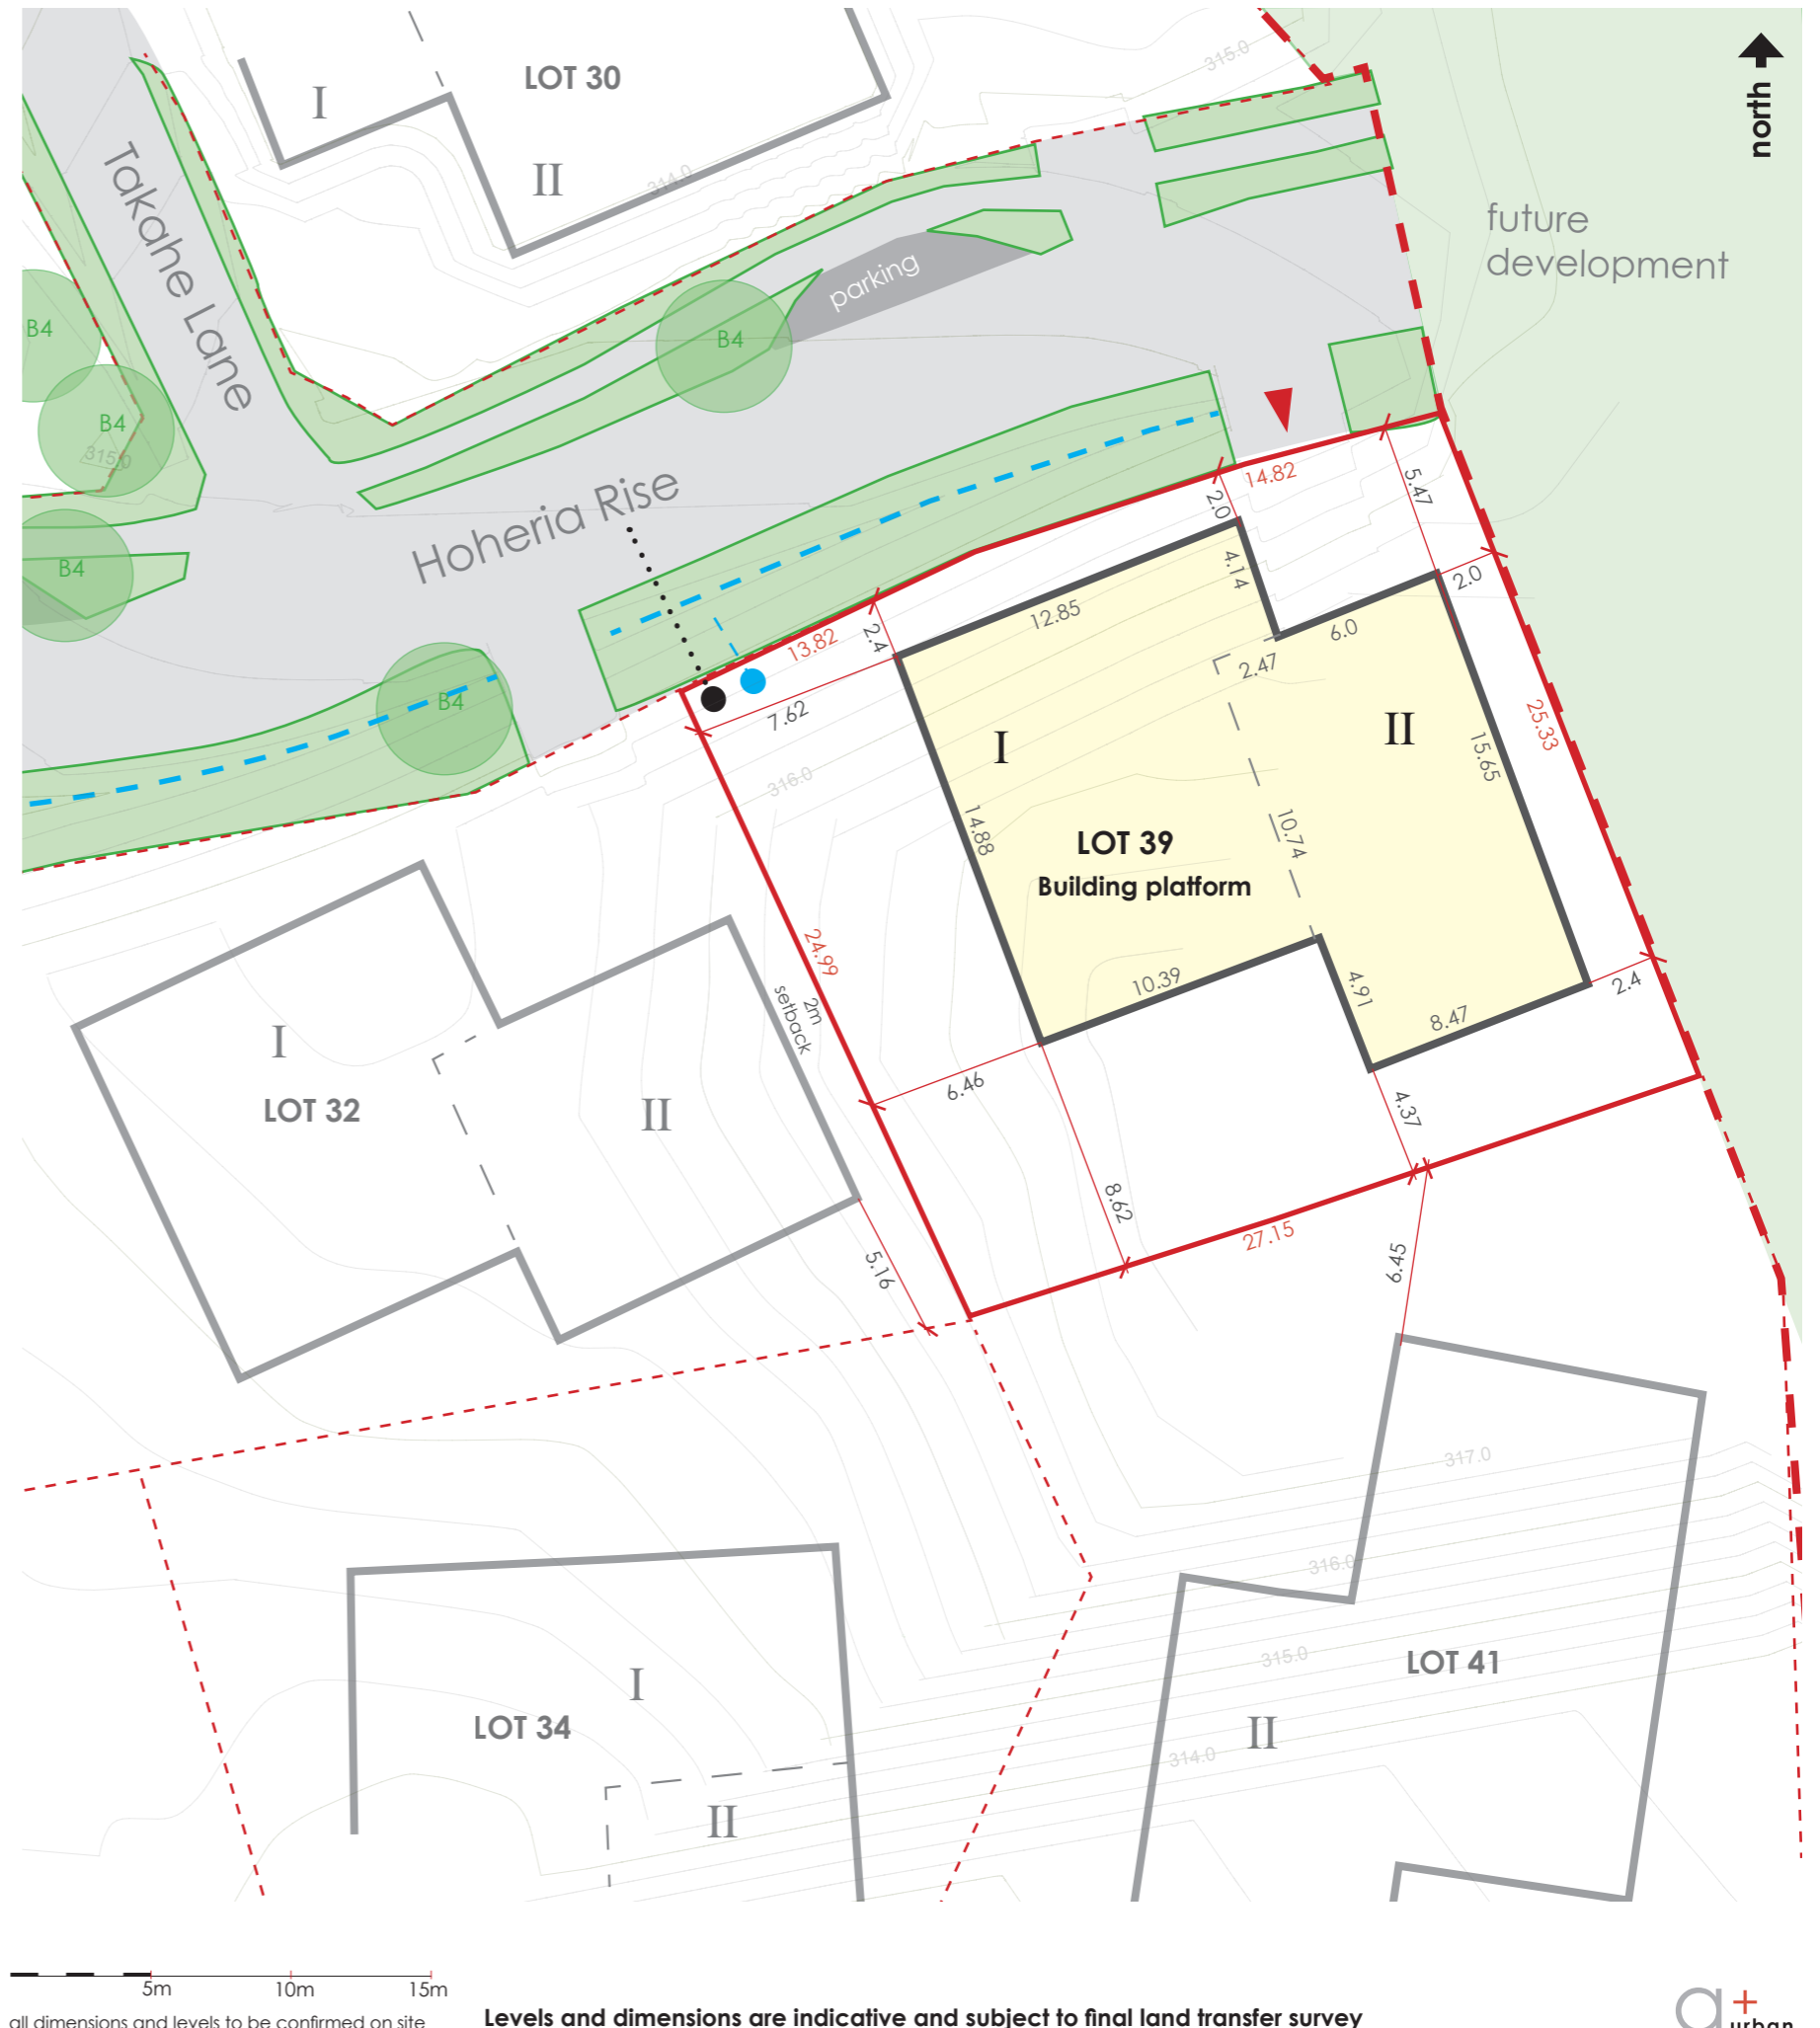 315.0
north
I
LOT 30
II
314.0
Takahe Lane
future
development
parking
B4
B4
B4
315.0
B4
B4
Hoheria Rise
14.82
5.47
2.0
2.0
4.14
12.85
6.0
2.47
13.82
2.4
7.62
I
II
25.33
15.65
316.0
14.88
10.74
LOT 39
Building platform
24.99
2m
setback
10.39
4.91
8.47
2.4
6.46
4.37
8.62
27.15
6.45
I
LOT 32
II
5.16
317.0
316.0
315.0
LOT 41
II
314.0
I
LOT 34
II
5m
10m
15m
all dimensions and levels to be confirmed on site
Levels and dimensions are indicative and subject to final land transfer survey
a+
urban